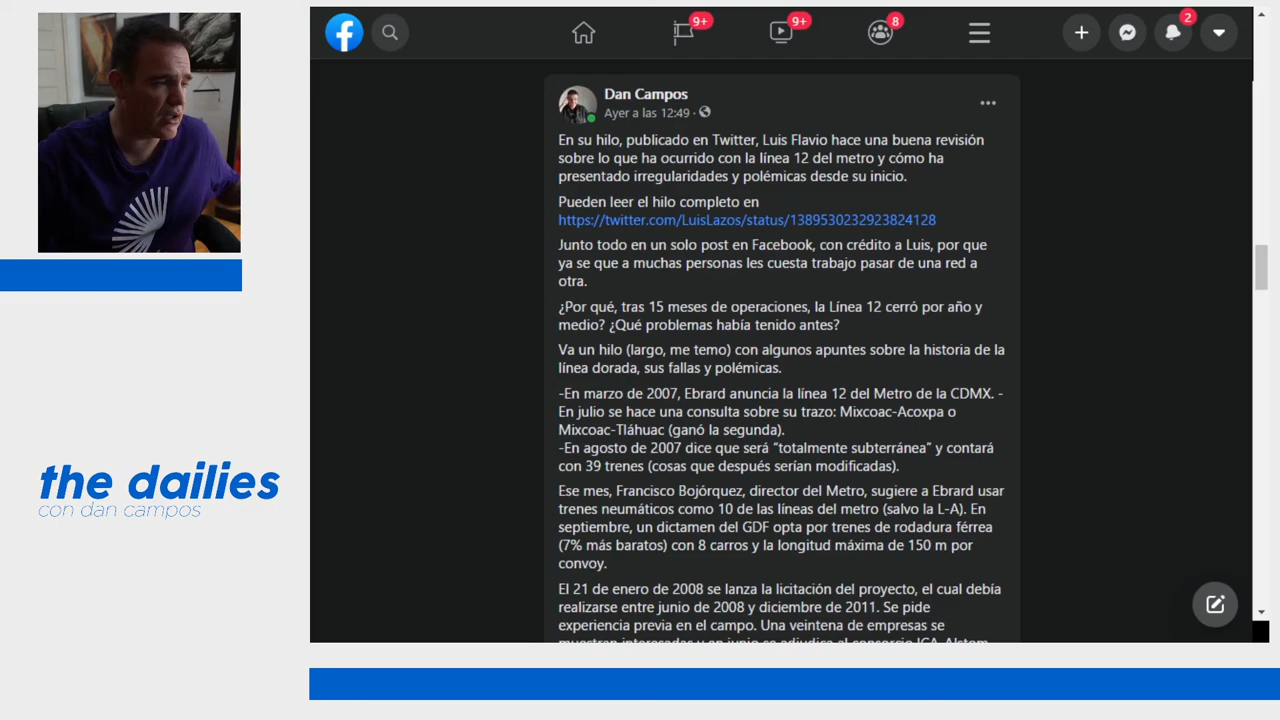 9+
9+
8
2
Dan Campos
Ayer a las 12:49 ·
En su hilo, publicado en Twitter, Luis Flavio hace una buena revisión
sobre lo que ha ocurrido con la línea 12 del metro y cómo ha
presentado irregularidades y polémicas desde su inicio.
Pueden leer el hilo completo en
https://twitter.com/LuisLazos/status/1389530232923824128
Junto todo en un solo post en Facebook, con crédito a Luis, por que
ya se que a muchas personas les cuesta trabajo pasar de una red a
otra.
¿Por qué, tras 15 meses de operaciones, la Línea 12 cerró por año y
medio? ¿Qué problemas había tenido antes?
Va un hilo (largo, me temo) con algunos apuntes sobre la historia de la
línea dorada, sus fallas y polémicas.
-En marzo de 2007, Ebrard anuncia la línea 12 del Metro de la CDMX. -
En julio se hace una consulta sobre su trazo: Mixcoac-Acoxpa o
Mixcoac-Tláhuac (ganó la segunda).
-En agosto de 2007 dice que será “totalmente subterránea” y contará
con 39 trenes (cosas que después serían modificadas).
Ese mes, Francisco Bojórquez, director del Metro, sugiere a Ebrard usar
trenes neumáticos como 10 de las líneas del metro (salvo la L-A). En
septiembre, un dictamen del GDF opta por trenes de rodadura férrea
(7% más baratos) con 8 carros y la longitud máxima de 150 m por
convoy.
El 21 de enero de 2008 se lanza la licitación del proyecto, el cual debía
realizarse entre junio de 2008 y diciembre de 2011. Se pide
experiencia previa en el campo. Una veintena de empresas se
muestran interesadas y en junio se adjudica al consorcio ICA-Alstom-
the dailies
con dan campos